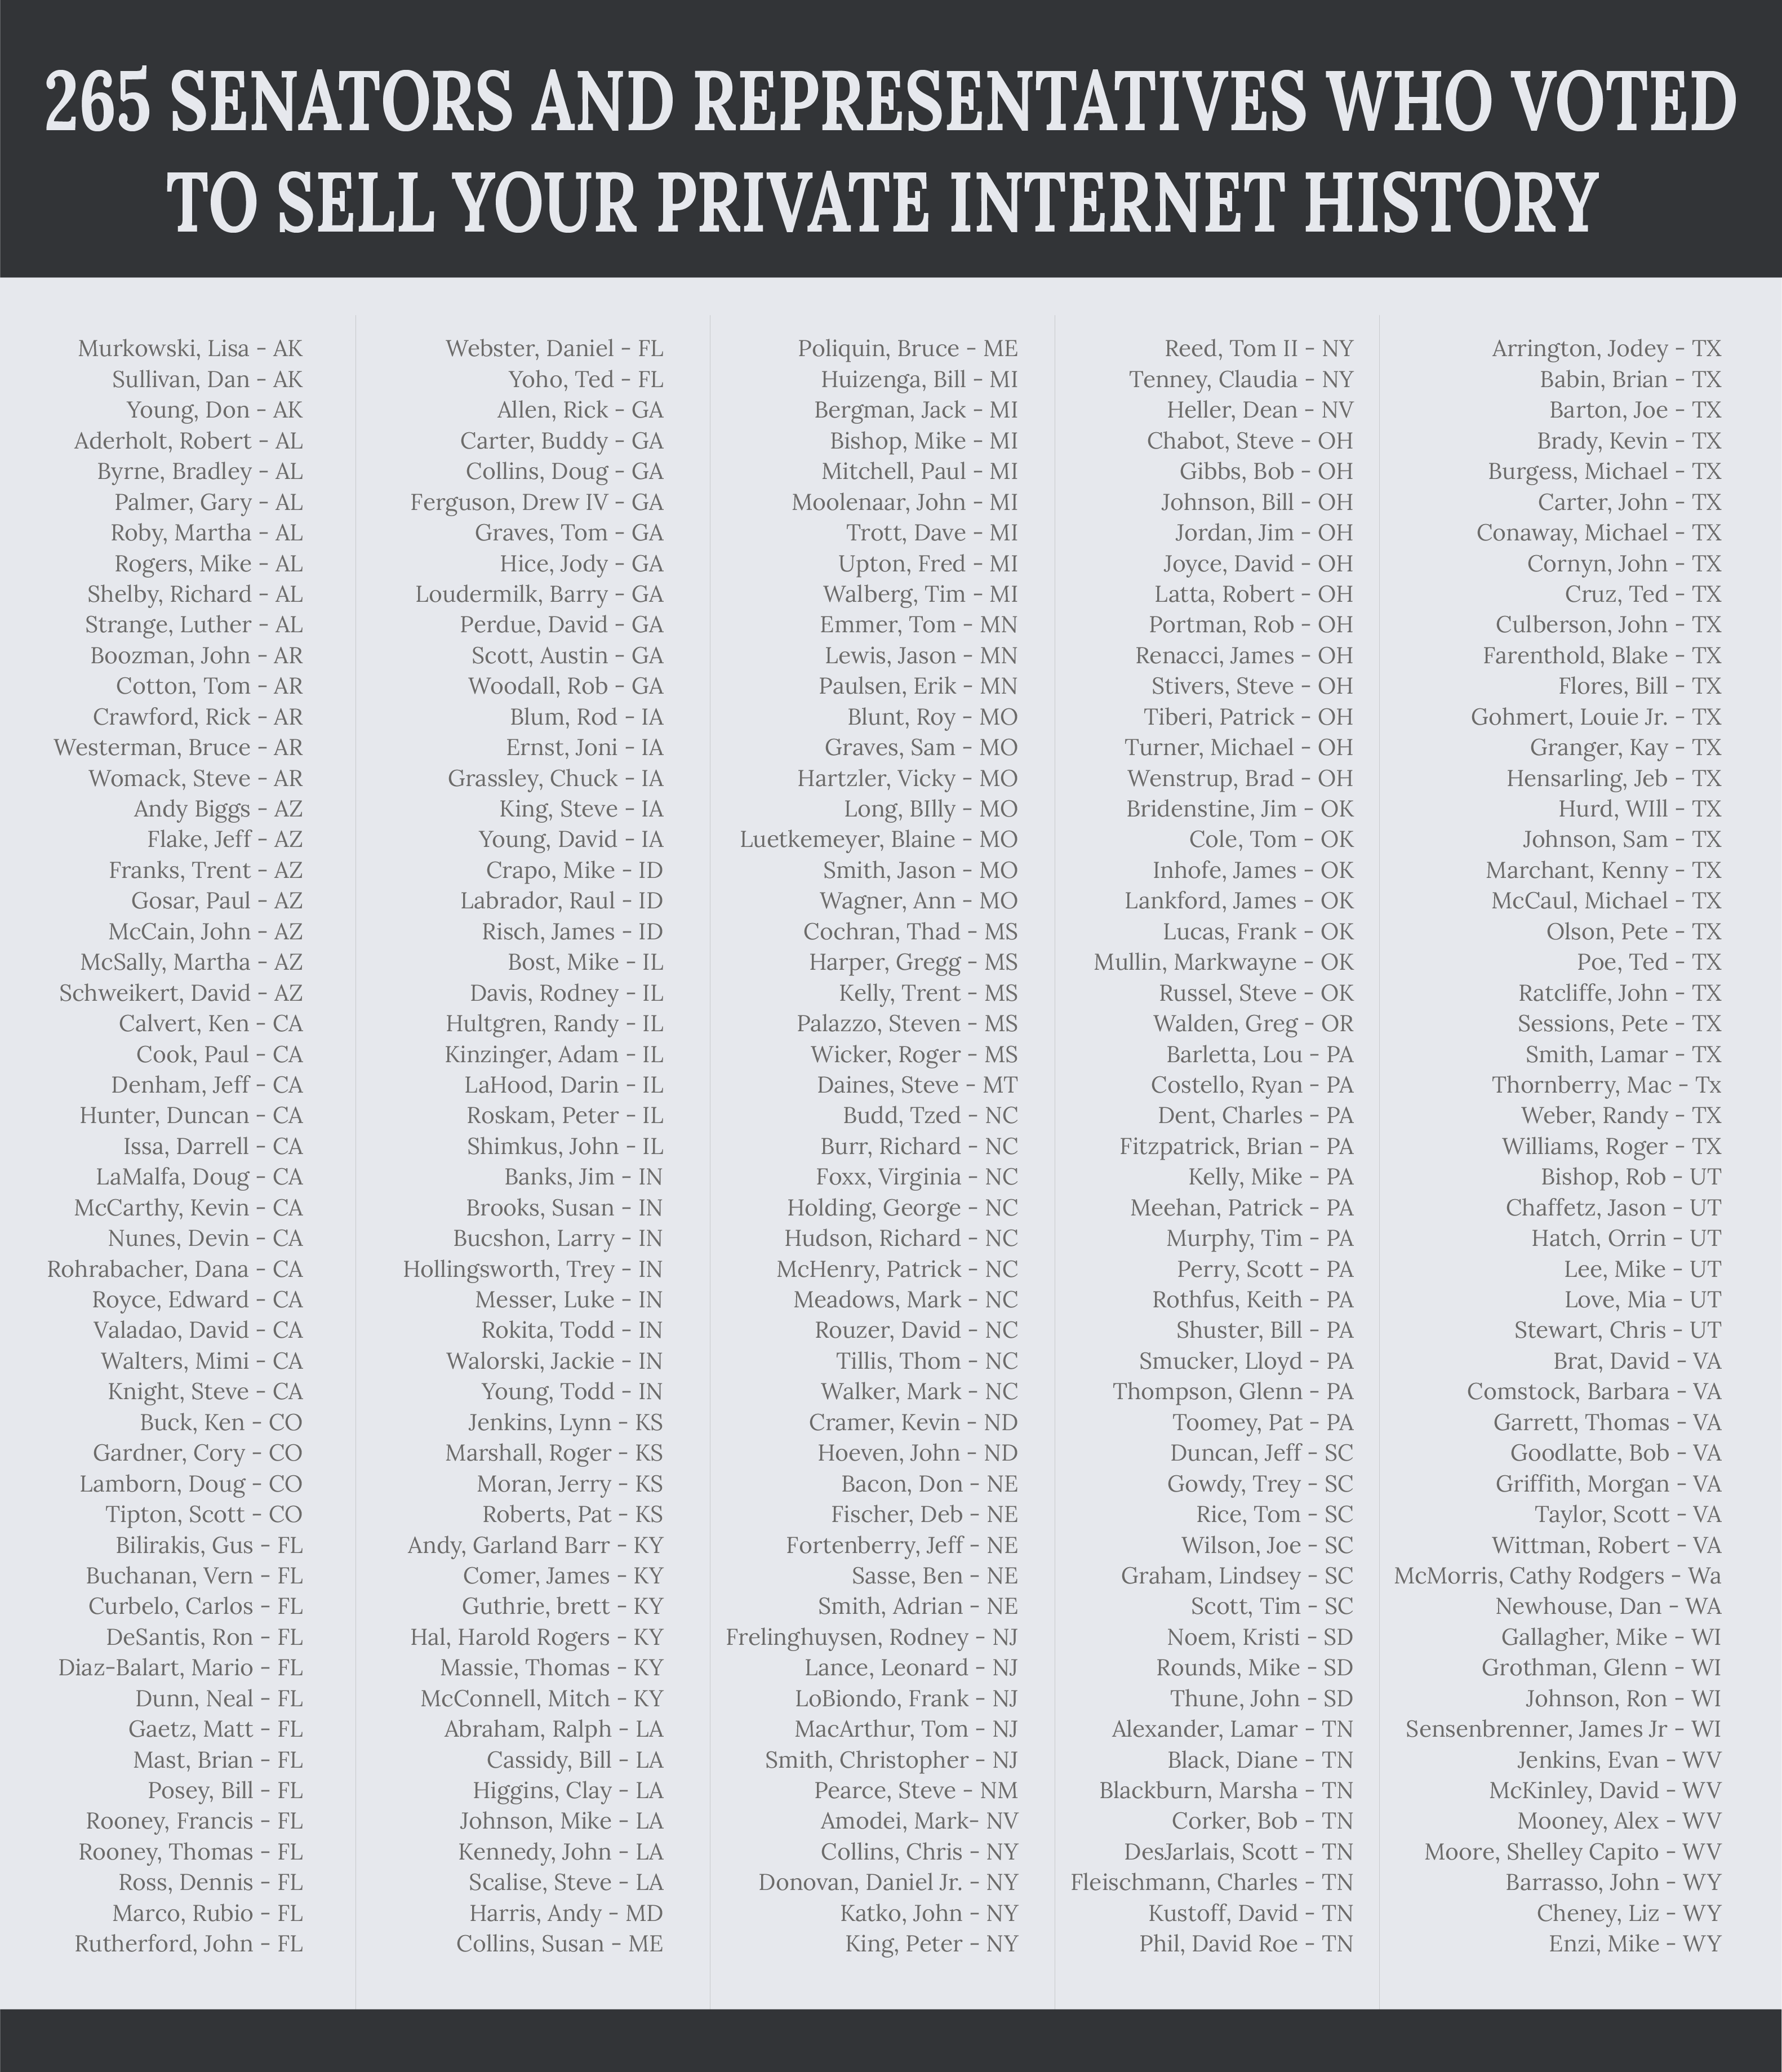 265 SENATORS AND REPRESENTATIVES WHO VOTED
TO SELL YOUR PRIVATE INTERNET HISTORY
Murkowski, Lisa - AK
Sullivan, Dan - AK
Young, Don - AK
Aderholt, Robert - AL
Byrne, Bradley - AL
Palmer, Gary - AL
Roby, Martha - AL
Rogers, Mike - AL
Shelby, Richard - AL
Strange, Luther - AL
Boozman, John - AR
Cotton, Tom - AR
Crawford, Rick - AR
Westerman, Bruce - AR
Womack, Steve - AR
Andy Biggs - AZ
Flake, Jeff - AZ
Franks, Trent - AZ
Gosar, Paul - AZ
McCain, John - AZ
McSally, Martha - AZ
Schweikert, David - AZ
Calvert, Ken - CA
Cook, Paul - CA
Denham, Jeff - CA
Hunter, Duncan - CA
Issa, Darrell - CA
LaMalfa, Doug - CA
McCarthy, Kevin - CA
Nunes, Devin - CA
Rohrabacher, Dana - CA
Royce, Edward - CA
Valadao, David - CA
Walters, Mimi - CA
Knight, Steve - CA
Buck, Ken - CO
Gardner, Cory - CO
Lamborn, Doug - CO
Tipton, Scott - CO
Bilirakis, Gus - FL
Buchanan, Vern - FL
Curbelo, Carlos - FL
DeSantis, Ron - FL
Diaz-Balart, Mario - FL
Dunn, Neal - FL
Gaetz, Matt - FL
Mast, Brian - FL
Posey, Bill - FL
Rooney, Francis - FL
Rooney, Thomas - FL
Ross, Dennis - FL
Marco, Rubio - FL
Rutherford, John - FL
Webster, Daniel - FL
Yoho, Ted - FL
Allen, Rick - GA
Carter, Buddy - GA
Collins, Doug - GA
Ferguson, Drew IV - GA
Graves, Tom - GA
Hice, Jody - GA
Loudermilk, Barry - GA
Perdue, David - GA
Scott, Austin - GA
Woodall, Rob - GA
Blum, Rod - IA
Ernst, Joni - IA
Grassley, Chuck - IA
King, Steve - IA
Young, David - IA
Crapo, Mike - ID
Labrador, Raul - ID
Risch, James - ID
Bost, Mike - IL
Davis, Rodney - IL
Hultgren, Randy - IL
Kinzinger, Adam - IL
LaHood, Darin - IL
Roskam, Peter - IL
Shimkus, John - IL
Banks, Jim - IN
Brooks, Susan - IN
Bucshon, Larry - IN
Hollingsworth, Trey - IN
Messer, Luke - IN
Rokita, Todd - IN
Walorski, Jackie - IN
Young, Todd - IN
Jenkins, Lynn - KS
Marshall, Roger - KS
Moran, Jerry - KS
Roberts, Pat - KS
Andy, Garland Barr - KY
Comer, James - KY
Guthrie, brett - KY
Hal, Harold Rogers - KY
Massie, Thomas - KY
McConnell, Mitch - KY
Abraham, Ralph - LA
Cassidy, Bill - LA
Higgins, Clay - LA
Johnson, Mike - LA
Kennedy, John - LA
Scalise, Steve - LA
Harris, Andy - MD
Collins, Susan - ME
Poliquin, Bruce - ME
Huizenga, Bill - MI
Bergman, Jack - MI
Bishop, Mike - MI
Mitchell, Paul - MI
Moolenaar, John - MI
Trott, Dave - MI
Upton, Fred - MI
Walberg, Tim - MI
Emmer, Tom - MN
Lewis, Jason - MN
Paulsen, Erik - MN
Blunt, Roy - MO
Graves, Sam - MO
Hartzler, Vicky - MO
Long, BIlly - MO
Luetkemeyer, Blaine - MO
Smith, Jason - MO
Wagner, Ann - MO
Cochran, Thad - MS
Harper, Gregg - MS
Kelly, Trent - MS
Palazzo, Steven - MS
Wicker, Roger - MS
Daines, Steve - MT
Budd, Tzed - NC
Burr, Richard - NC
Foxx, Virginia - NC
Holding, George - NC
Hudson, Richard - NC
McHenry, Patrick - NC
Meadows, Mark - NC
Rouzer, David - NC
Tillis, Thom - NC
Walker, Mark - NC
Cramer, Kevin - ND
Hoeven, John - ND
Bacon, Don - NE
Fischer, Deb - NE
Fortenberry, Jeff - NE
Sasse, Ben - NE
Smith, Adrian - NE
Frelinghuysen, Rodney - NJ
Lance, Leonard - NJ
LoBiondo, Frank - NJ
MacArthur, Tom - NJ
Smith, Christopher - NJ
Pearce, Steve - NM
Amodei, Mark- NV
Collins, Chris - NY
Donovan, Daniel Jr. - NY
Katko, John - NY
King, Peter - NY
Reed, Tom II - NY
Tenney, Claudia - NY
Heller, Dean - NV
Chabot, Steve - OH
Gibbs, Bob - OH
Johnson, Bill - OH
Jordan, Jim - OH
Joyce, David - OH
Latta, Robert - OH
Portman, Rob - OH
Renacci, James - OH
Stivers, Steve - OH
Tiberi, Patrick - OH
Turner, Michael - OH
Wenstrup, Brad - OH
Bridenstine, Jim - OK
Cole, Tom - OK
Inhofe, James - OK
Lankford, James - OK
Lucas, Frank - OK
Mullin, Markwayne - OK
Russel, Steve - OK
Walden, Greg - OR
Barletta, Lou - PA
Costello, Ryan - PA
Dent, Charles - PA
Fitzpatrick, Brian - PA
Kelly, Mike - PA
Meehan, Patrick - PA
Murphy, Tim - PA
Perry, Scott - PA
Rothfus, Keith - PA
Shuster, Bill - PA
Smucker, Lloyd - PA
Thompson, Glenn - PA
Toomey, Pat - PA
Duncan, Jeff - SC
Gowdy, Trey - SC
Rice, Tom - SC
Wilson, Joe - SC
Graham, Lindsey - SC
Scott, Tim - SC
Noem, Kristi - SD
Rounds, Mike - SD
Thune, John - SD
Alexander, Lamar - TN
Black, Diane - TN
Blackburn, Marsha - TN
Corker, Bob - TN
DesJarlais, Scott - TN
Fleischmann, Charles - TN
Kustoff, David - TN
Phil, David Roe - TN
Arrington, Jodey - TX
Babin, Brian - TX
Barton, Joe - TX
Brady, Kevin - TX
Burgess, Michael - TX
Carter, John - TX
Conaway, Michael - TX
Cornyn, John - TX
Cruz, Ted - TX
Culberson, John - TX
Farenthold, Blake - TX
Flores, Bill - TX
Gohmert, Louie Jr. - TX
Granger, Kay - TX
Hensarling, Jeb - TX
Hurd, WIll - TX
Johnson, Sam - TX
Marchant, Kenny - TX
McCaul, Michael - TX
Olson, Pete - TX
Poe, Ted - TX
Ratcliffe, John - TX
Sessions, Pete - TX
Smith, Lamar - TX
Thornberry, Mac - Tx
Weber, Randy - TX
Williams, Roger - TX
Bishop, Rob - UT
Chaffetz, Jason - UT
Hatch, Orrin - UT
Lee, Mike - UT
Love, Mia - UT
Stewart, Chris - UT
Brat, David - VA
Comstock, Barbara - VA
Garrett, Thomas - VA
Goodlatte, Bob - VA
Griffith, Morgan - VA
Taylor, Scott - VA
Wittman, Robert - VA
McMorris, Cathy Rodgers - Wa
Newhouse, Dan - WA
Gallagher, Mike - WI
Grothman, Glenn - WI
Johnson, Ron - WI
Sensenbrenner, James Jr - WI
Jenkins, Evan - WV
McKinley, David - WV
Mooney, Alex - WV
Moore, Shelley Capito - WV
Barrasso, John - WY
Cheney, Liz - WY
Enzi, Mike - WY